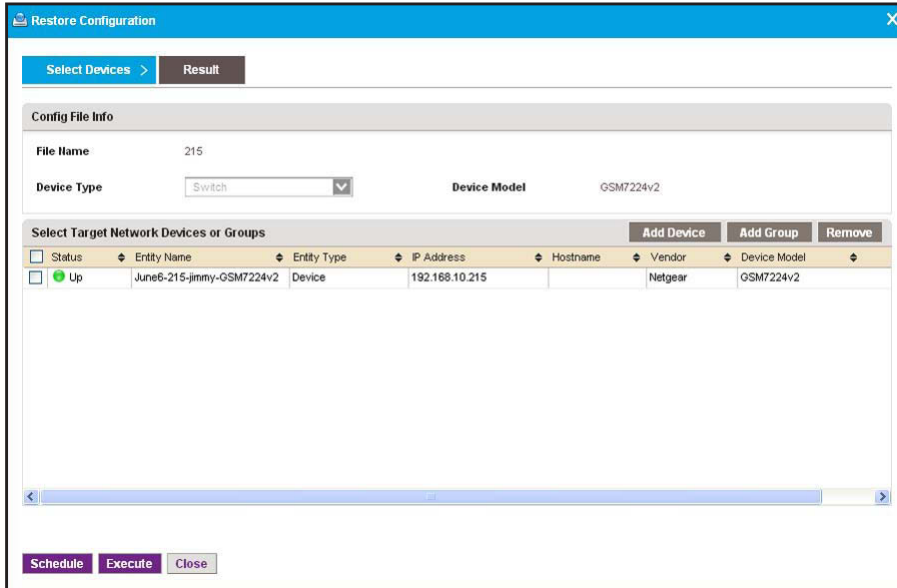 Restore Configuration X
Select Devices > Result
Config File Info
File Name 215
Device Type Switch Device Model GSM7224v2
Select Target Network Devices or Groups Add Device Add Group Remove
Status Entity Name Entity Type IP Address Hostname Vendor Device Model
Up June6-215-jimmy-GSM7224v2 Device 192.168.10.215 Netgear GSM7224v2
Schedule Execute Close